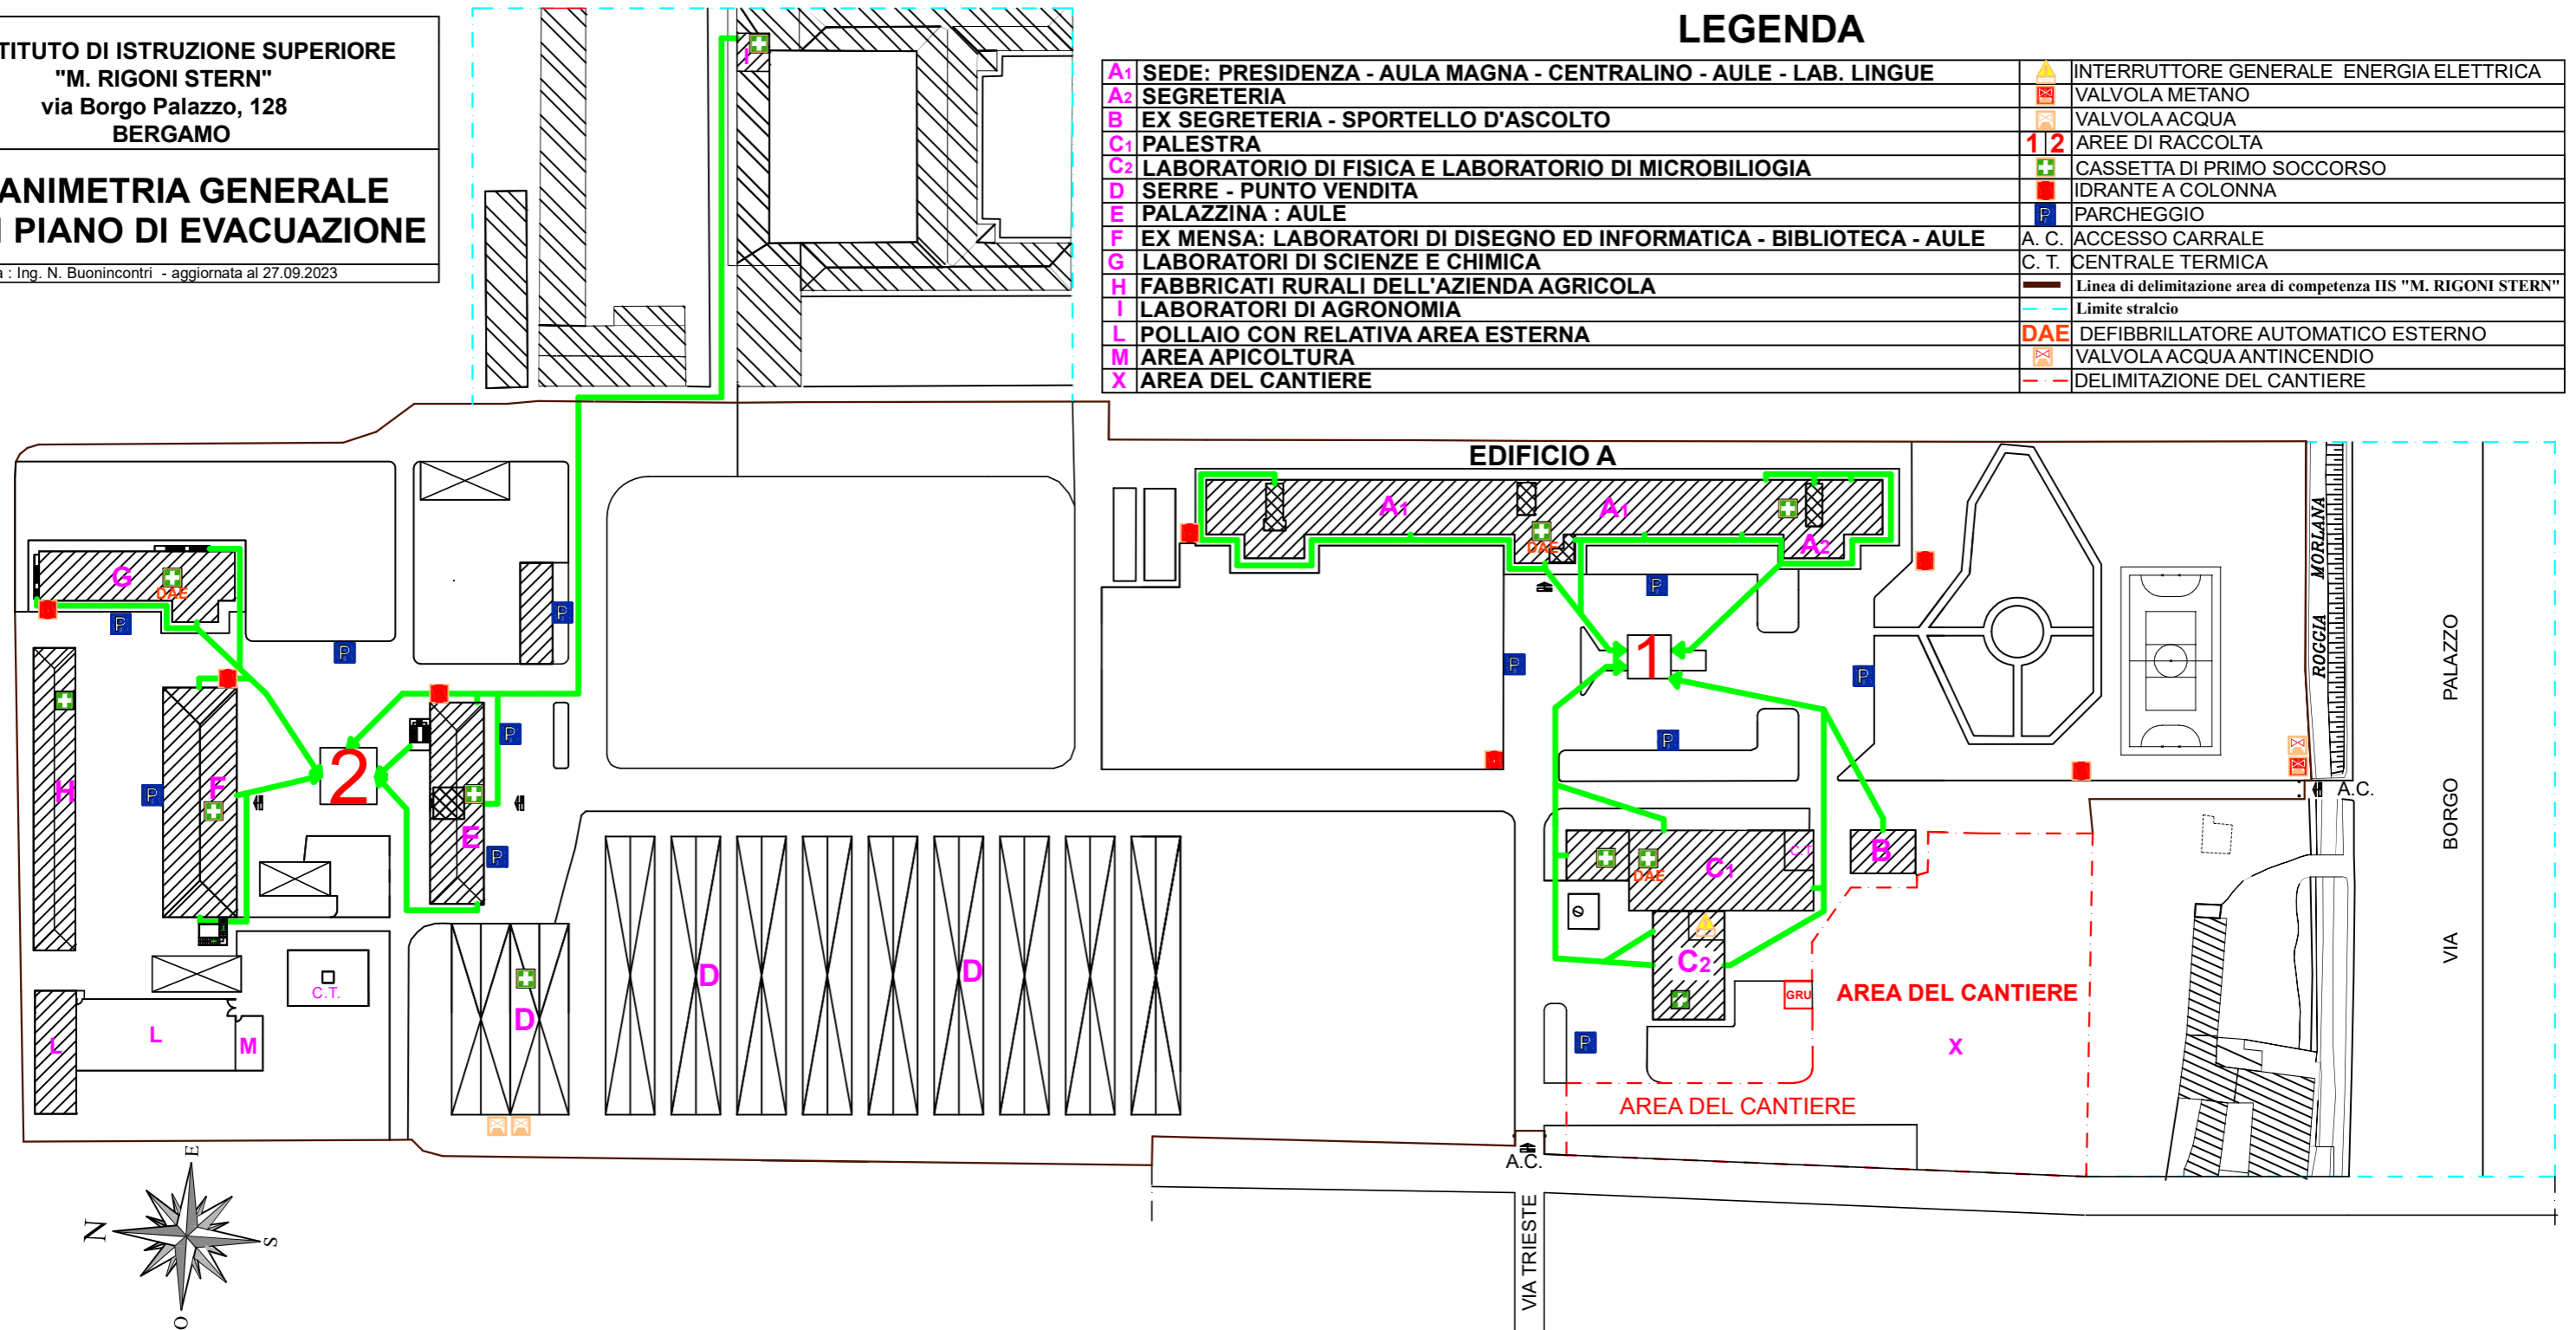 TITUTO DI ISTRUZIONE SUPERIORE
"M. RIGONI STERN"
via Borgo Palazzo, 128
BERGAMO
ANIMETRIA GENERALE
I PIANO DI EVACUAZIONE
a : Ing. N. Buonincontri - aggiornata al 27.09.2023
LEGENDA
A1 SEDE: PRESIDENZA - AULA MAGNA - CENTRALINO - AULE - LAB. LINGUE
A2 SEGRETERIA
B EX SEGRETERIA - SPORTELLO D'ASCOLTO
C1 PALESTRA
C2 LABORATORIO DI FISICA E LABORATORIO DI MICROBILIOGIA
D SERRE - PUNTO VENDITA
E PALAZZINA : AULE
F EX MENSA: LABORATORI DI DISEGNO ED INFORMATICA - BIBLIOTECA - AULE
G LABORATORI DI SCIENZE E CHIMICA
H FABBRICATI RURALI DELL'AZIENDA AGRICOLA
I LABORATORI DI AGRONOMIA
L POLLAIO CON RELATIVA AREA ESTERNA
M AREA APICOLTURA
X AREA DEL CANTIERE
INTERRUTTORE GENERALE ENERGIA ELETTRICA
VALVOLA METANO
VALVOLA ACQUA
1 2 AREE DI RACCOLTA
CASSETTA DI PRIMO SOCCORSO
IDRANTE A COLONNA
P PARCHEGGIO
A. C. ACCESSO CARRALE
C. T. CENTRALE TERMICA
Linea di delimitazione area di competenza IIS "M. RIGONI STERN"
Limite stralcio
DAE DEFIBBRILLATORE AUTOMATICO ESTERNO
VALVOLA ACQUA ANTINCENDIO
DELIMITAZIONE DEL CANTIERE
I
EDIFICIO A
A1
A1
A2
DAE
P
1
P
P
P
G
DAE
P
P
P
H
F
P
2
P
E
P
C.T.
L
L
M
D
D
D
C1
C.T.
DAE
B
C2
GRU
P
AREA DEL CANTIERE
X
AREA DEL CANTIERE
A.C.
A.C.
VIA TRIESTE
ROGGIA MORLANA
VIA BORGO PALAZZO
N
E
S
O